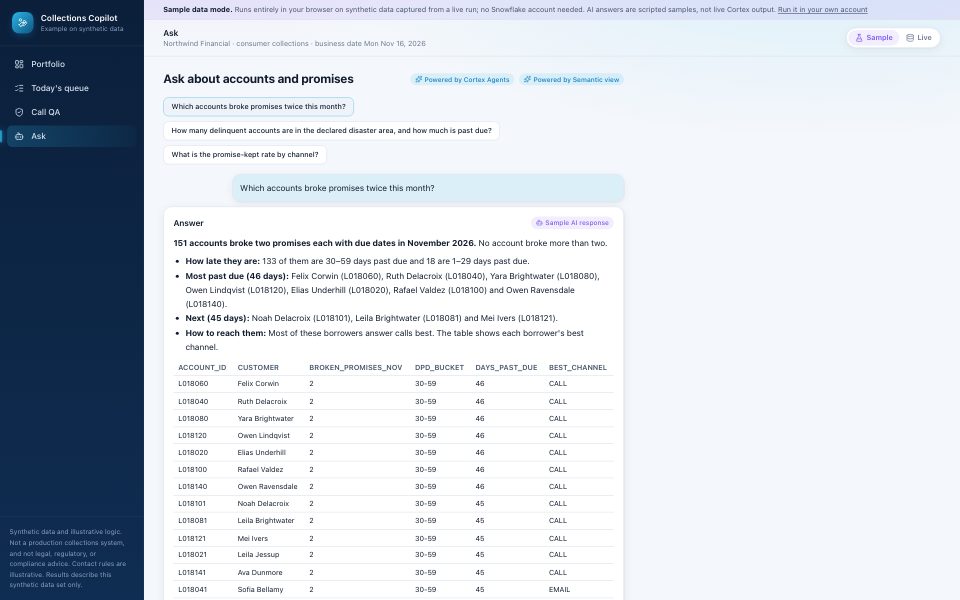 Sample data mode. Runs entirely in your browser on synthetic data captured from a live run; no Snowflake account needed. AI answers are scripted samples, not live Cortex output. Run it in your own account
Collections Copilot
Example on synthetic data
Portfolio
Today's queue
Call QA
Ask
Synthetic data and illustrative logic.
Not a production collections system,
and not legal, regulatory, or
compliance advice. Contact rules are
illustrative. Results describe this
synthetic data set only.
Ask
Northwind Financial · consumer collections · business date Mon Nov 16, 2026
Sample
Live
Ask about accounts and promises
Powered by Cortex Agents
Powered by Semantic view
Which accounts broke promises twice this month?
How many delinquent accounts are in the declared disaster area, and how much is past due?
What is the promise-kept rate by channel?
Which accounts broke promises twice this month?
Answer
Sample AI response
151 accounts broke two promises each with due dates in November 2026. No account broke more than two.
• How late they are: 133 of them are 30–59 days past due and 18 are 1–29 days past due.
• Most past due (46 days): Felix Corwin (L018060), Ruth Delacroix (L018040), Yara Brightwater (L018080),
Owen Lindqvist (L018120), Elias Underhill (L018020), Rafael Valdez (L018100) and Owen Ravensdale
(L018140).
• Next (45 days): Noah Delacroix (L018101), Leila Brightwater (L018081) and Mei Ivers (L018121).
• How to reach them: Most of these borrowers answer calls best. The table shows each borrower's best
channel.
ACCOUNT_ID CUSTOMER BROKEN_PROMISES_NOV DPD_BUCKET DAYS_PAST_DUE BEST_CHANNEL
L018060 Felix Corwin 2 30-59 46 CALL
L018040 Ruth Delacroix 2 30-59 46 CALL
L018080 Yara Brightwater 2 30-59 46 CALL
L018120 Owen Lindqvist 2 30-59 46 CALL
L018020 Elias Underhill 2 30-59 46 CALL
L018100 Rafael Valdez 2 30-59 46 CALL
L018140 Owen Ravensdale 2 30-59 46 CALL
L018101 Noah Delacroix 2 30-59 45 CALL
L018081 Leila Brightwater 2 30-59 45 CALL
L018121 Mei Ivers 2 30-59 45 CALL
L018021 Leila Jessup 2 30-59 45 CALL
L018141 Ava Dunmore 2 30-59 45 CALL
L018041 Sofia Bellamy 2 30-59 45 EMAIL